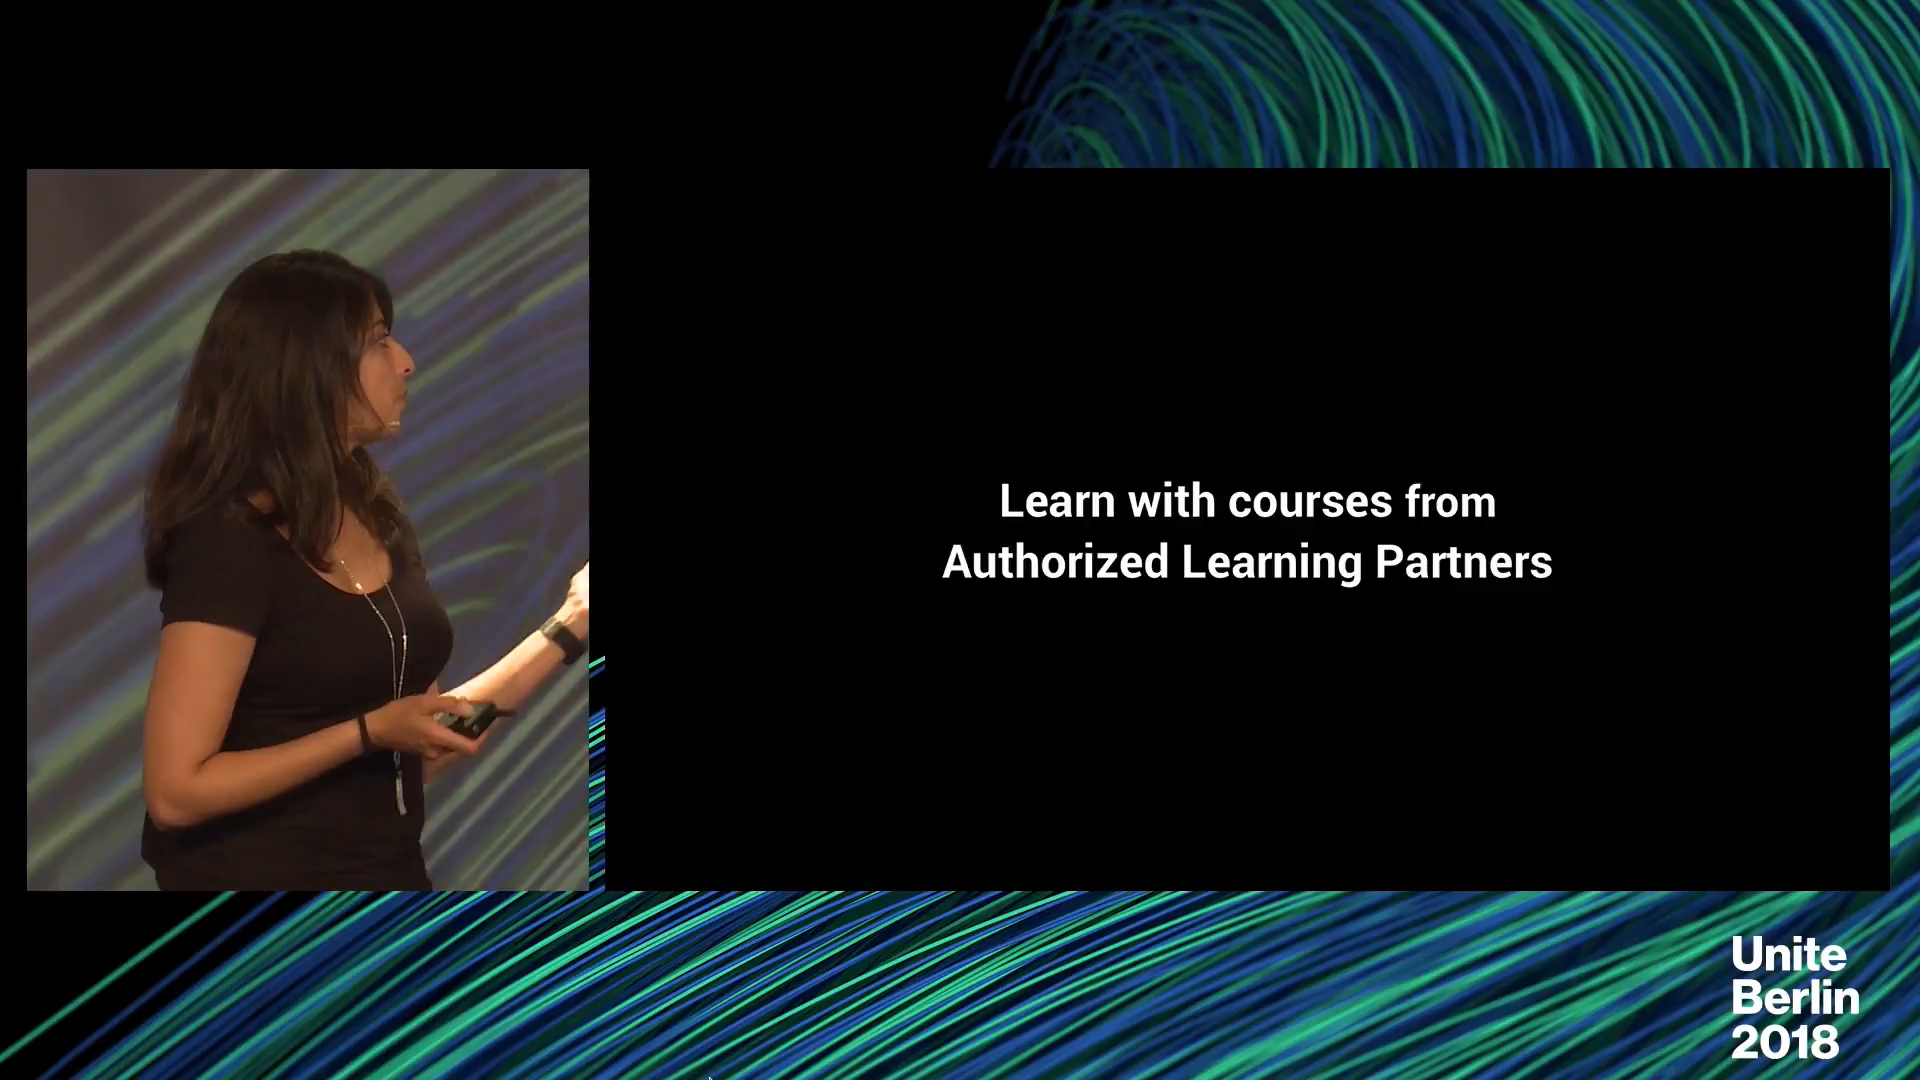 Learn with courses from
Authorized Learning Partners
Unite
Berlin
2018